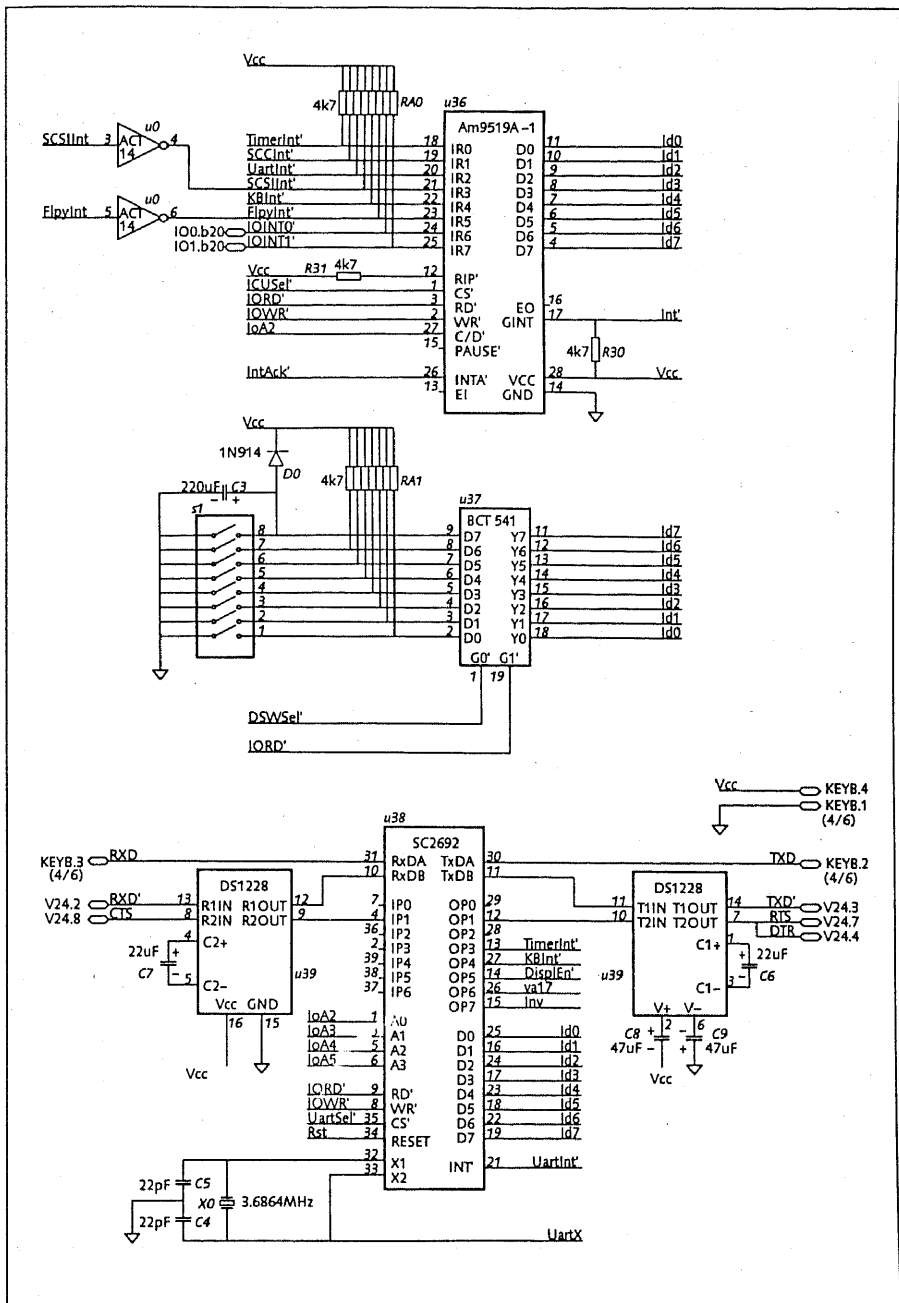 Vcc
4k7 RA0
u36
Am9519A-1
SCSIInt 3 ACT 14 u0 4
FlpyInt 5 ACT 14 u0 6
TimerInt' 18 IR0 D0 11 Id0
SCCInt' 19 IR1 D1 10 Id1
UartInt' 20 IR2 D2 9 Id2
SCSIInt' 21 IR3 D3 8 Id3
KBInt' 22 IR4 D4 7 Id4
FlpyInt' 23 IR5 D5 6 Id5
IO0.b20 IOINT0' 24 IR6 D6 5 Id6
IO1.b20 IOINT1' 25 IR7 D7 4 Id7
Vcc R31 4k7 12 RIP'
ICUSel' 1 CS'
IORD' 3 RD' EO 16
IOWR' 2 WR' GINT 17 Int'
IoA2 27 C/D'
15 PAUSE'
4k7 R30
IntAck' 26 INTA' VCC 28 Vcc
13 EI GND 14
Vcc
1N914 D0
4k7 RA1
220uF C3
- +
s1
u37
BCT 541
8 9 D7 Y7 11 Id7
7 8 D6 Y6 12 Id6
6 7 D5 Y5 13 Id5
5 6 D4 Y4 14 Id4
4 5 D3 Y3 15 Id3
3 4 D2 Y2 16 Id2
2 3 D1 Y1 17 Id1
1 2 D0 Y0 18 Id0
G0' G1'
1 19
DSWSel'
IORD'
Vcc KEYB.4
KEYB.1
(4/6)
u38
SC2692
KEYB.3 RXD 31 RxDA TxDA 30 TXD KEYB.2
(4/6) 10 RxDB TxDB 11 (4/6)
DS1228
V24.2 RXD' 13 R1IN R1OUT 12
V24.8 CTS 8 R2IN R2OUT 9
4 C2+
22uF + -
C7
5 C2-
u39
Vcc GND
16 15
Vcc
7 IP0 OP0 29
4 IP1 OP1 12
36 IP2 OP2 28
2 IP3 OP3 13 TimerInt'
39 IP4 OP4 27 KBInt'
38 IP5 OP5 14 DisplEn'
37 IP6 OP6 26 va17
OP7 15 Inv
DS1228
11 T1IN T1OUT 14 TXD' V24.3
10 T2IN T2OUT 7 RTS V24.7
DTR V24.4
1 C1+
+ 22uF
- C6
3 C1-
u39
V+ V-
2 6
C8 + - C9
47uF - + 47uF
Vcc
IoA2 1 A0 D0 25 Id0
IoA3 A1 D1 16 Id1
IoA4 5 A2 D2 24 Id2
IoA5 6 A3 D3 17 Id3
IORD' 9 RD' D4 23 Id4
IOWR' 8 WR' D5 18 Id5
UartSel' 35 CS' D6 22 Id6
Rst 34 RESET D7 19 Id7
32 X1 INT' 21 UartInt'
33 X2
22pF C5
X0 3.6864MHz
22pF C4
UartX